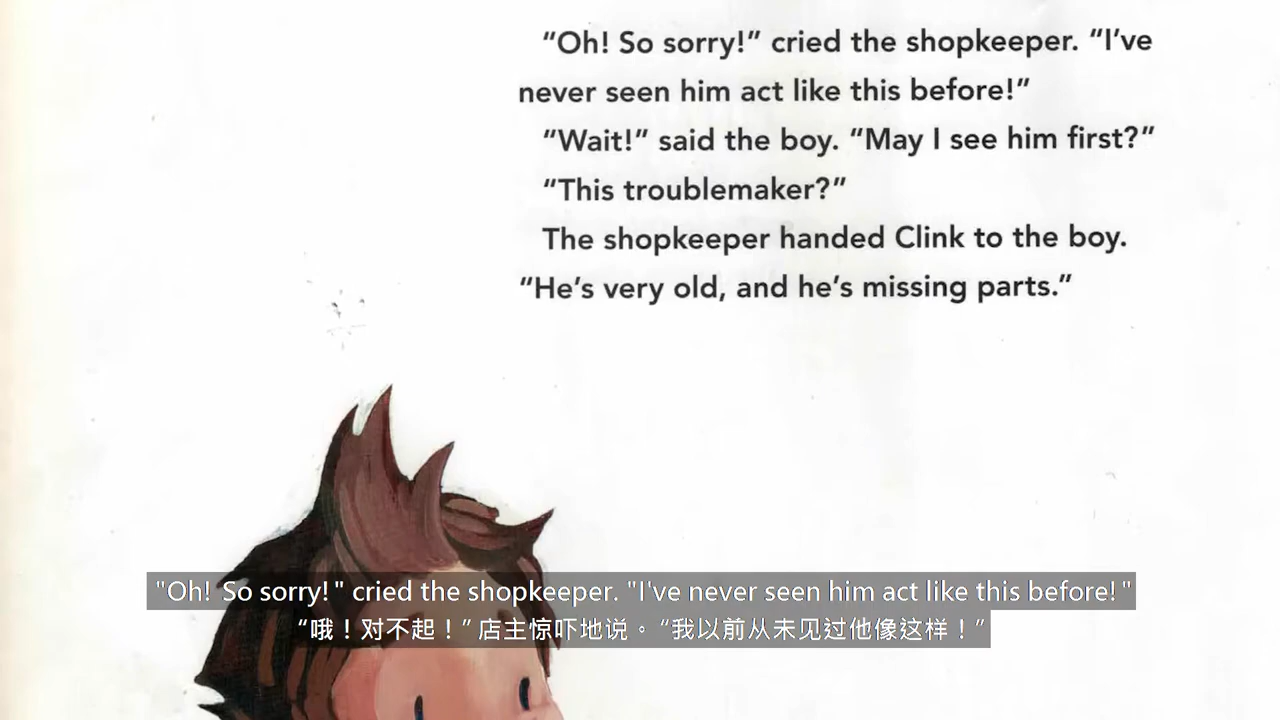 “Oh! So sorry!” cried the shopkeeper. “I’ve
never seen him act like this before!”
“Wait!” said the boy. “May I see him first?”
“This troublemaker?”
The shopkeeper handed Clink to the boy.
“He’s very old, and he’s missing parts.”
"Oh! So sorry!" cried the shopkeeper. "I've never seen him act like this before!"
“哦！对不起！”店主惊吓地说。“我以前从未见过他像这样！”